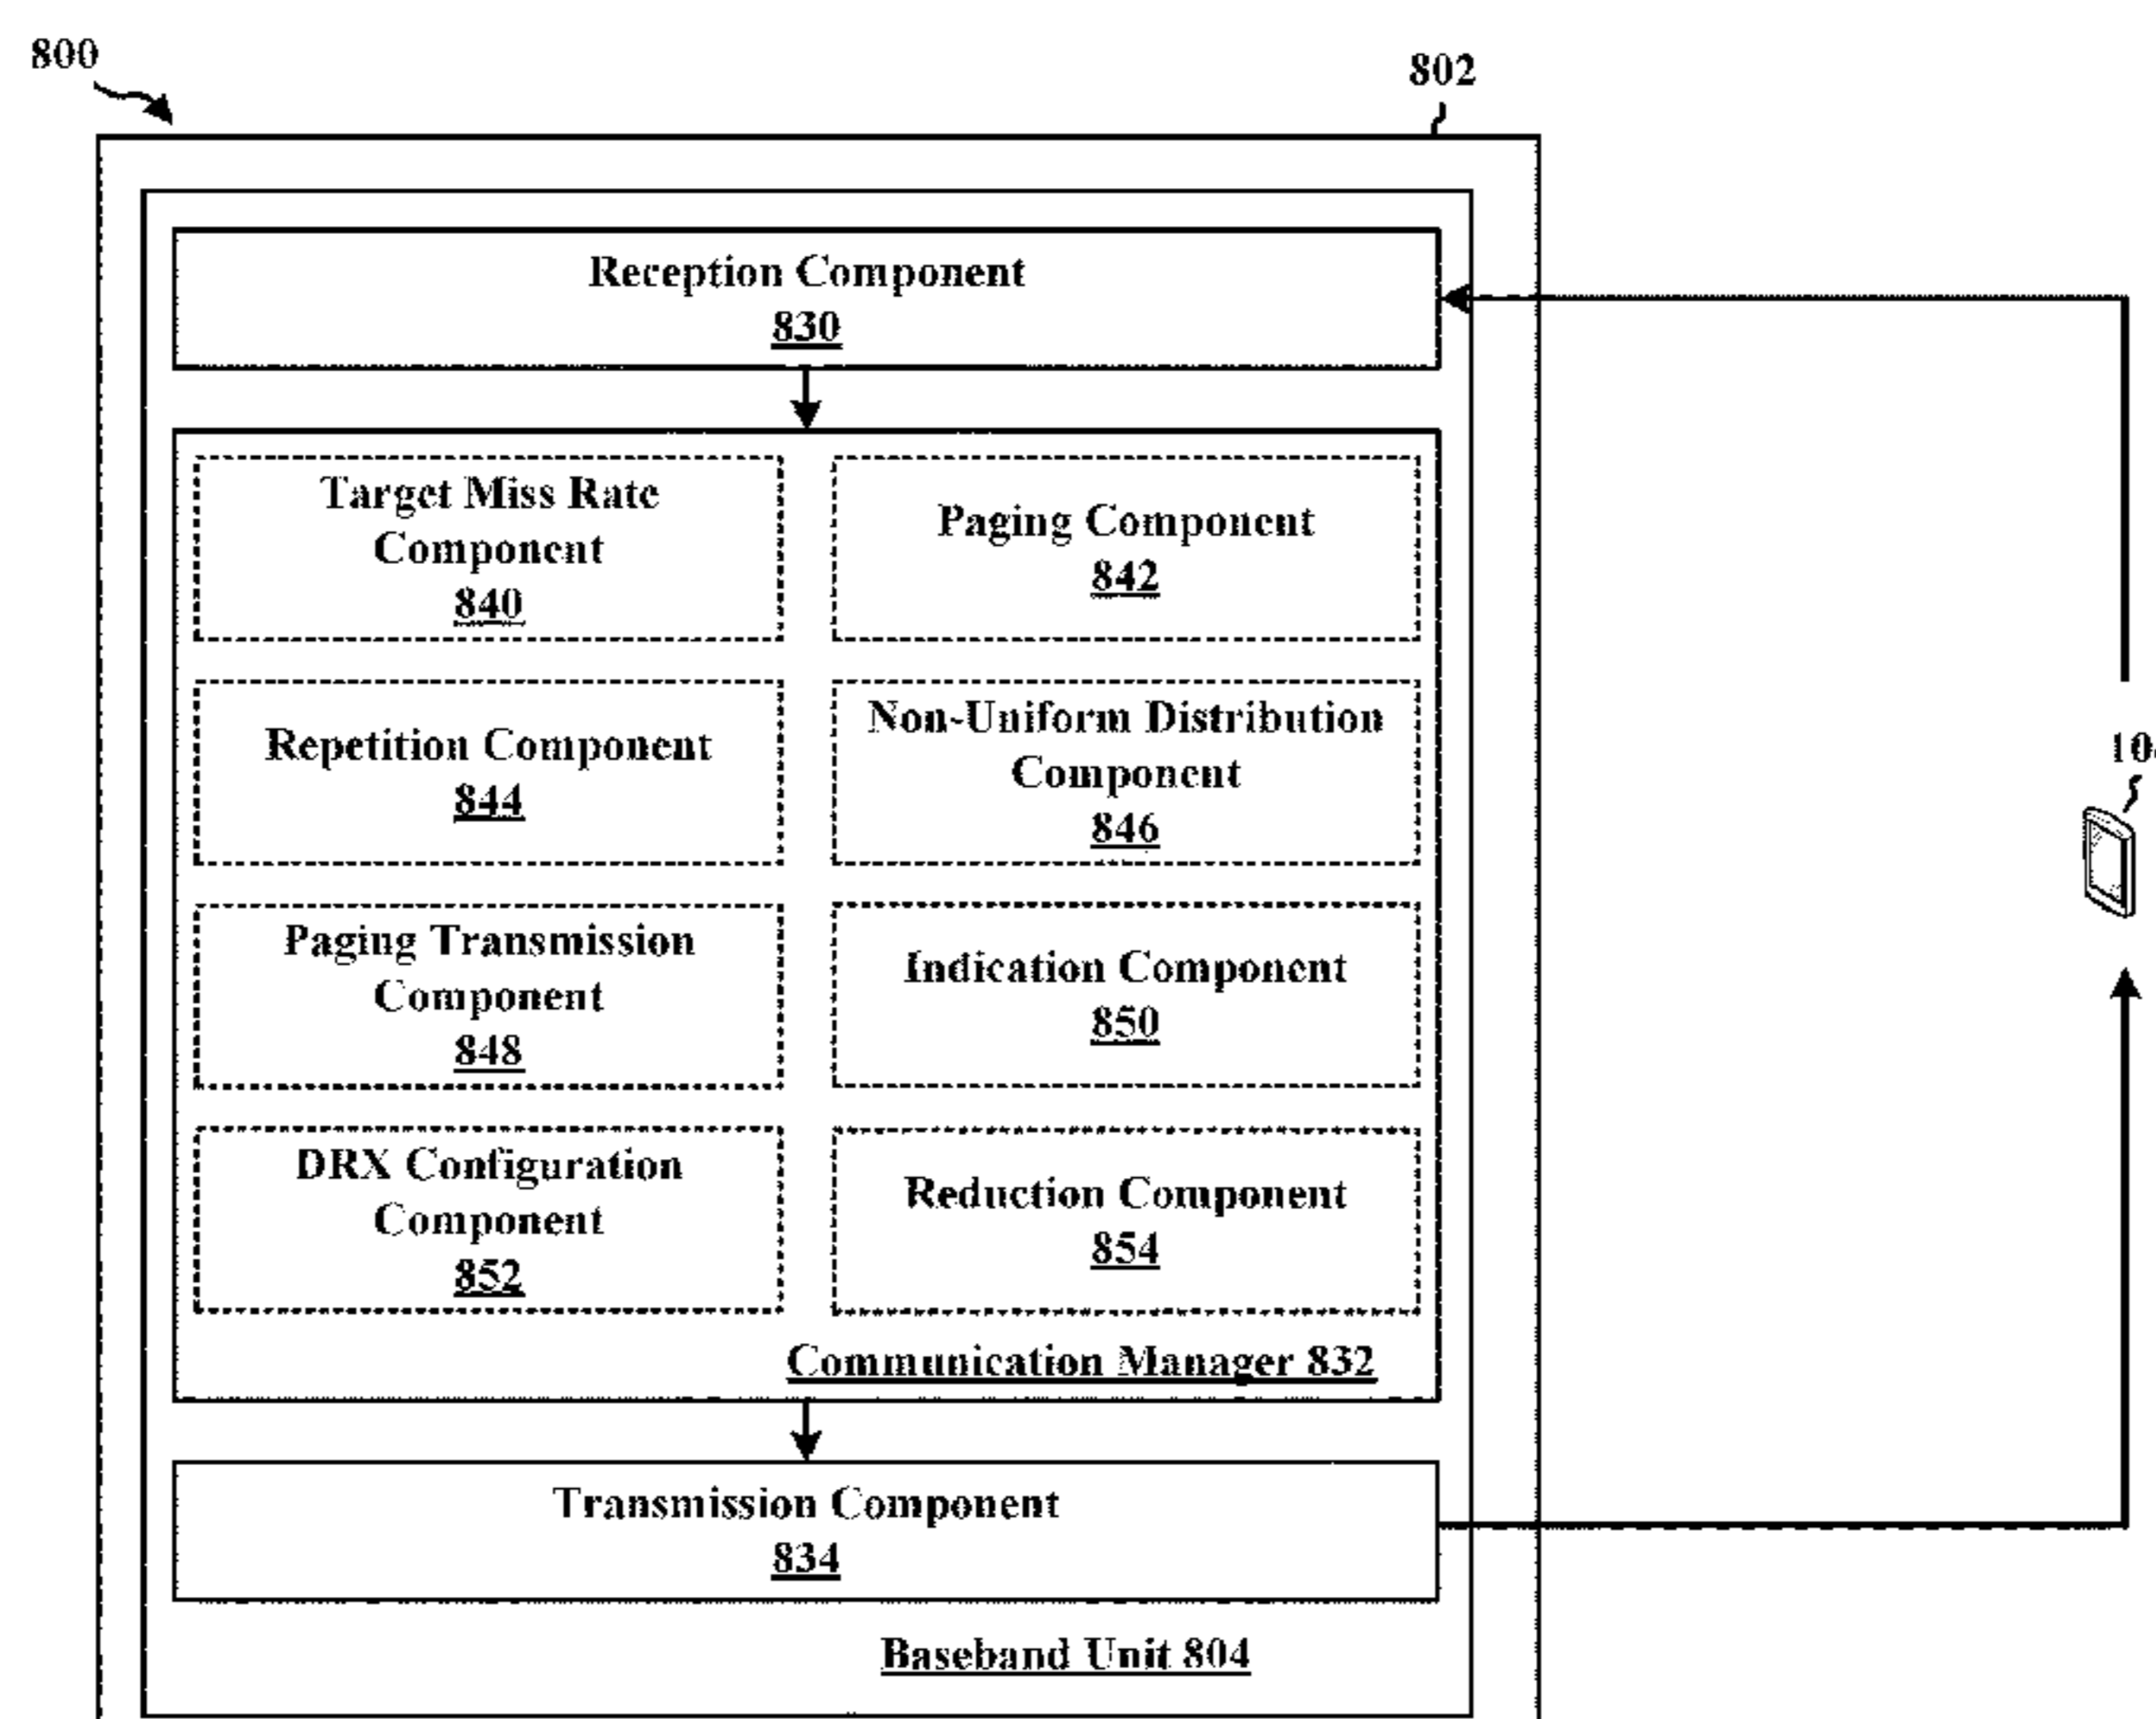 800
802
Reception Component
830
Target Miss Rate
Component
840
Paging Component
842
Repetition Component
844
Non-Uniform Distribution
Component
846
Paging Transmission
Component
848
Indication Component
850
DRX Configuration
Component
852
Reduction Component
854
Communication Manager 832
Transmission Component
834
Baseband Unit 804